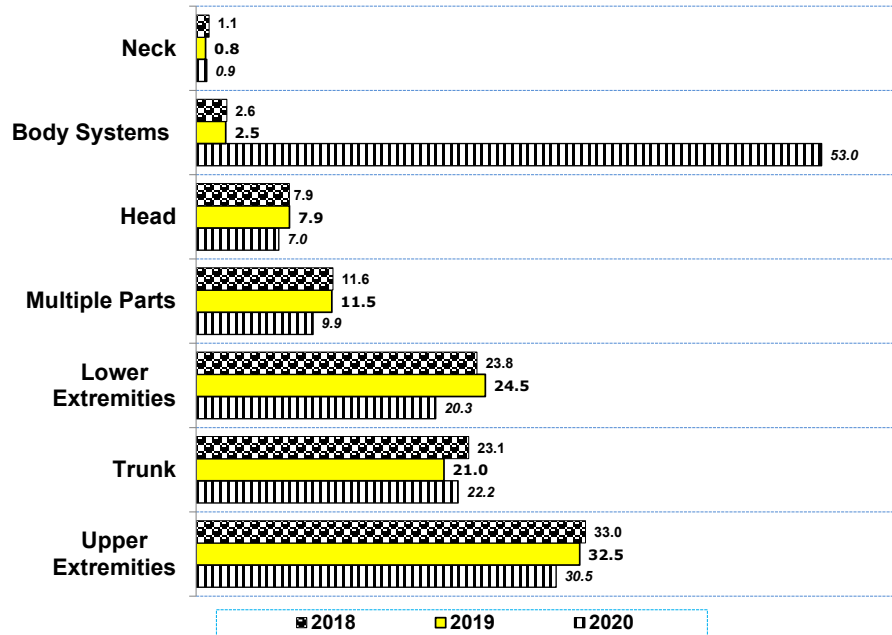 1.1
Neck
0.8
0.9
2.6
Body Systems
2.5
53.0
7.9
Head
7.9
7.0
11.6
Multiple Parts
11.5
9.9
23.8
Lower
Extremities
24.5
20.3
23.1
Trunk
21.0
22.2
33.0
Upper
Extremities
32.5
30.5
2018 2019 2020